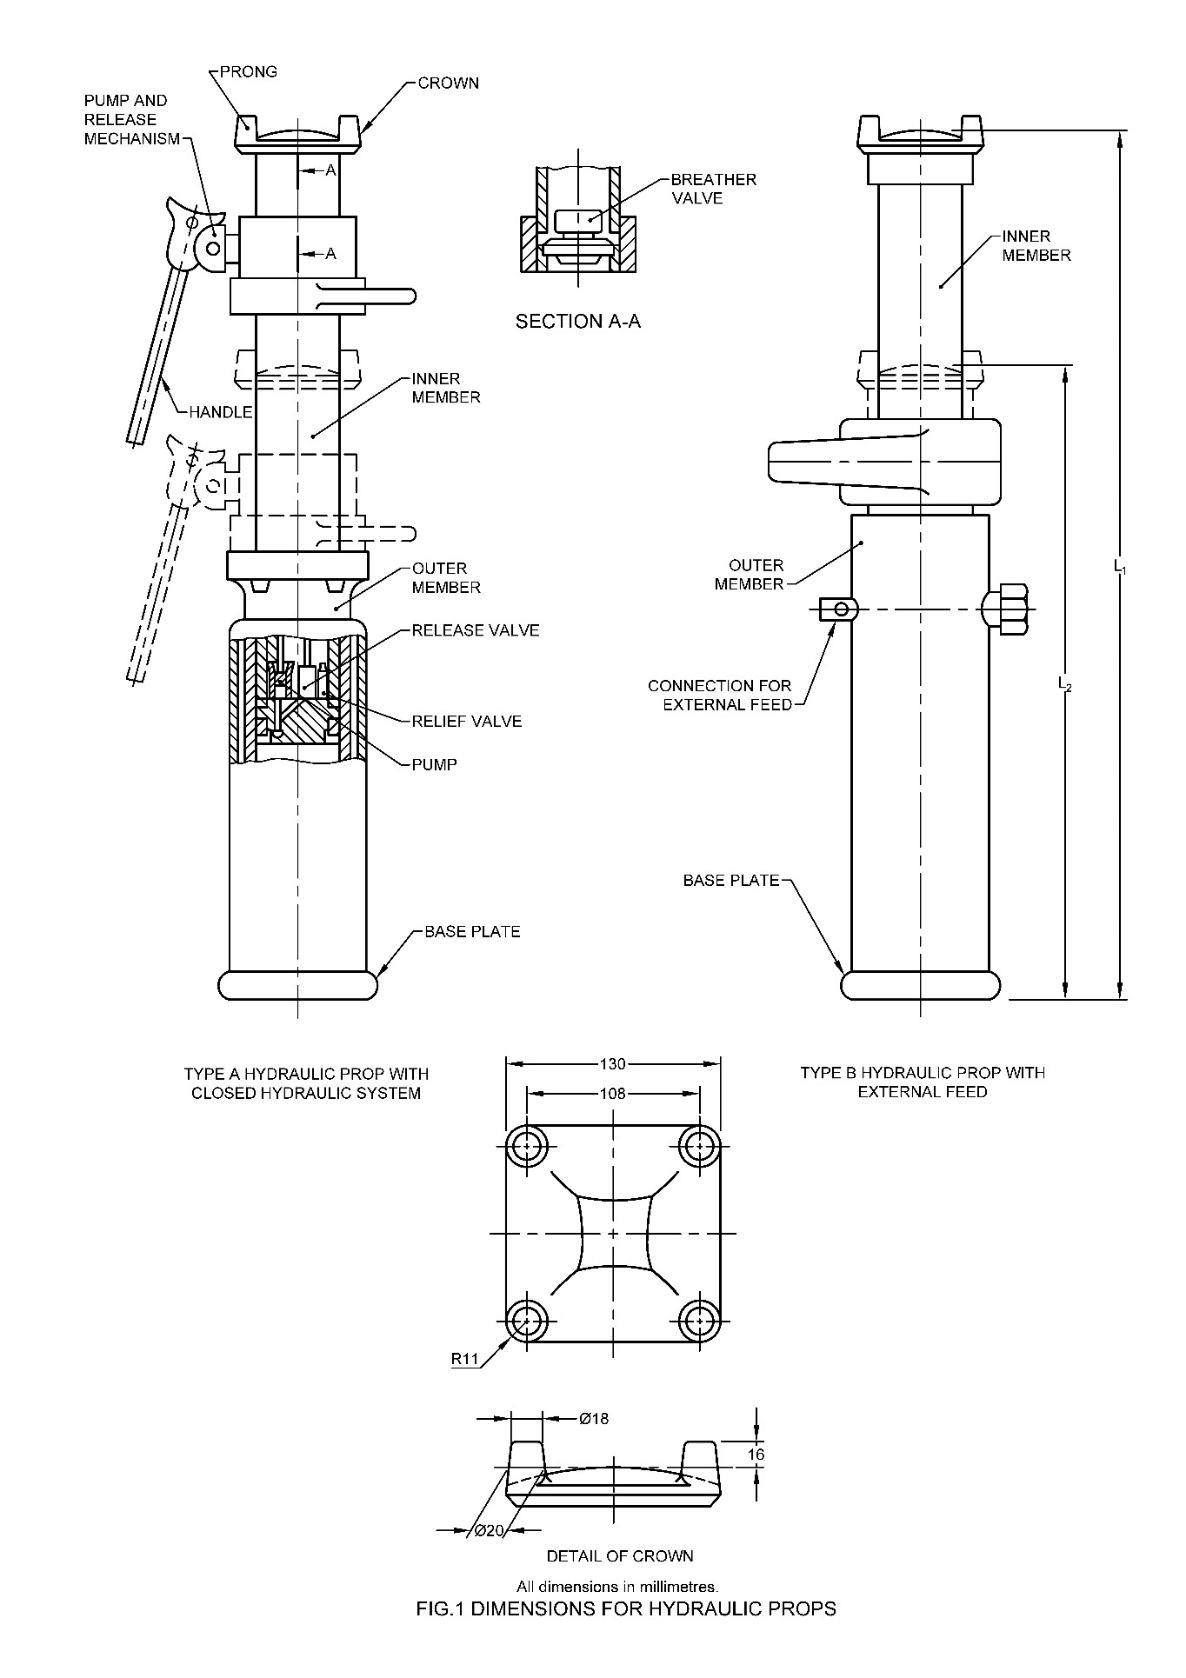 PRONG
CROWN
PUMP AND
RELEASE
MECHANISM
A
A
BREATHER
VALVE
SECTION A-A
INNER
MEMBER
HANDLE
INNER
MEMBER
OUTER
MEMBER
RELEASE VALVE
RELIEF VALVE
PUMP
BASE PLATE
OUTER
MEMBER
CONNECTION FOR
EXTERNAL FEED
BASE PLATE
L1
L2
TYPE A HYDRAULIC PROP WITH
CLOSED HYDRAULIC SYSTEM
TYPE B HYDRAULIC PROP WITH
EXTERNAL FEED
130
108
R11
Ø18
16
Ø20
DETAIL OF CROWN
All dimensions in millimetres.
FIG.1 DIMENSIONS FOR HYDRAULIC PROPS